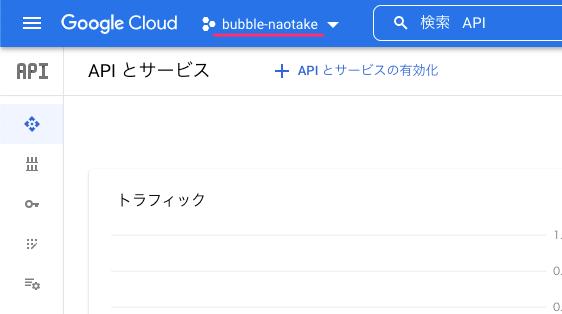 Google Cloud
bubble-naotake
検索 API
API
API とサービス
API とサービスの有効化
トラフィック
1.
0.
0.